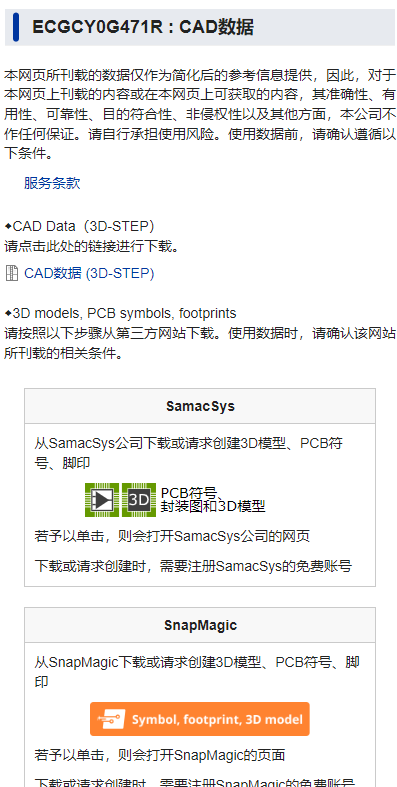 ECGCY0G471R : CAD数据
本网页所刊载的数据仅作为简化后的参考信息提供，因此，对于
本网页上刊载的内容或在本网页上可获取的内容，其准确性、有
用性、可靠性、目的符合性、非侵权性以及其他方面，本公司不
作任何保证。请自行承担使用风险。使用数据前，请确认遵循以
下条件。
服务条款
◆CAD Data（3D-STEP）
请点击此处的链接进行下载。
CAD数据 (3D-STEP)
◆3D models, PCB symbols, footprints
请按照以下步骤从第三方网站下载。使用数据时，请确认该网站
所刊载的相关条件。
SamacSys
从SamacSys公司下载或请求创建3D模型、PCB符
号、脚印
3D PCB符号、
封装图和3D模型
若予以单击，则会打开SamacSys公司的网页
下载或请求创建时，需要注册SamacSys的免费账号
SnapMagic
从SnapMagic下载或请求创建3D模型、PCB符号、脚
印
Symbol, footprint, 3D model
若予以单击，则会打开SnapMagic的页面
下载或请求创建时，需要注册SnapMagic的免费账号